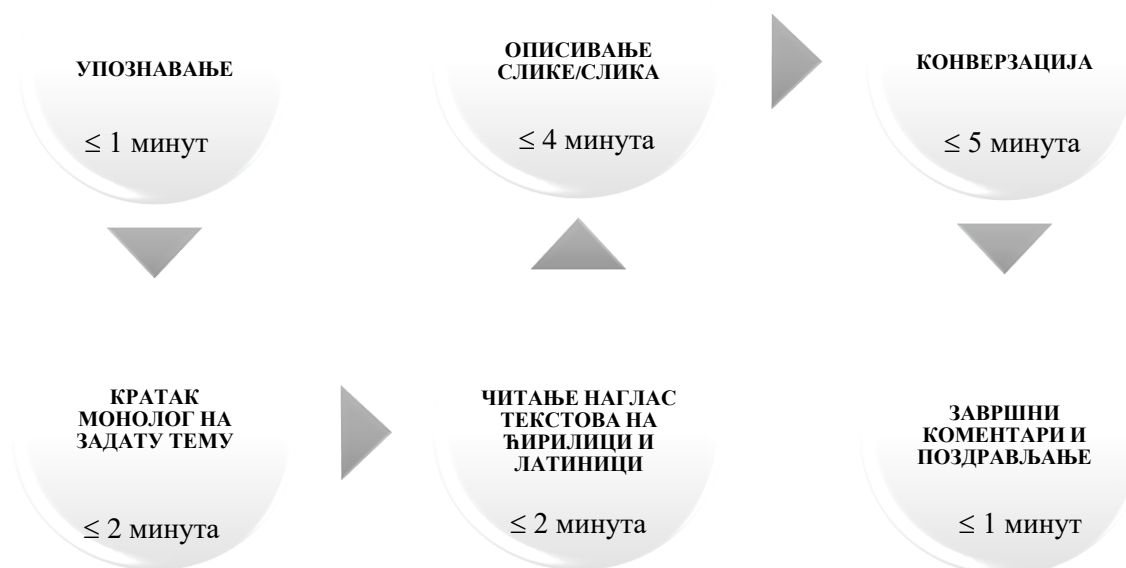 УПОЗНАВАЊЕ
≤ 1 минут
КРАТАК
МОНОЛОГ НА
ЗАДАТУ ТЕМУ
≤ 2 минута
ЧИТАЊЕ НАГЛАС
ТЕКСТОВА НА
ЋИРИЛИЦИ И
ЛАТИНИЦИ
≤ 2 минута
ОПИСИВАЊЕ
СЛИКЕ/СЛИКА
≤ 4 минута
КОНВЕРЗАЦИЈА
≤ 5 минута
ЗАВРШНИ
КОМЕНТАРИ И
ПОЗДРАВЉАЊЕ
≤ 1 минут